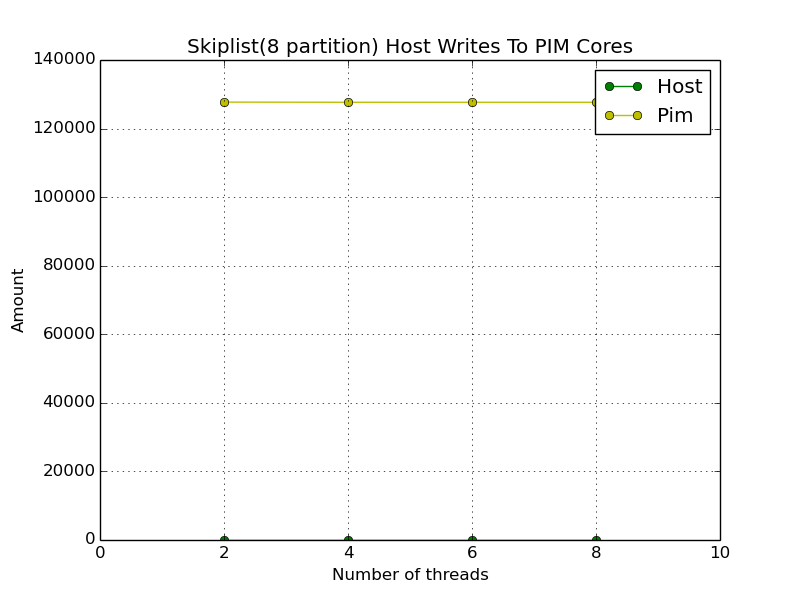 Skiplist(8 partition) Host Writes To PIM Cores
140000
120000
100000
80000
60000
40000
20000
0
Amount
Host
Pim
0 2 4 6 8 10
Number of threads